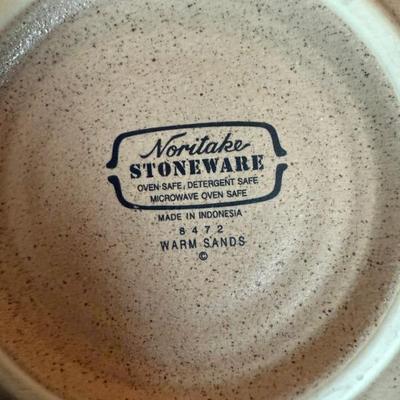 Noritake
STONEWARE
OVEN SAFE, DETERGENT SAFE
MICROWAVE OVEN SAFE
MADE IN INDONESIA
8472
WARM SANDS
©